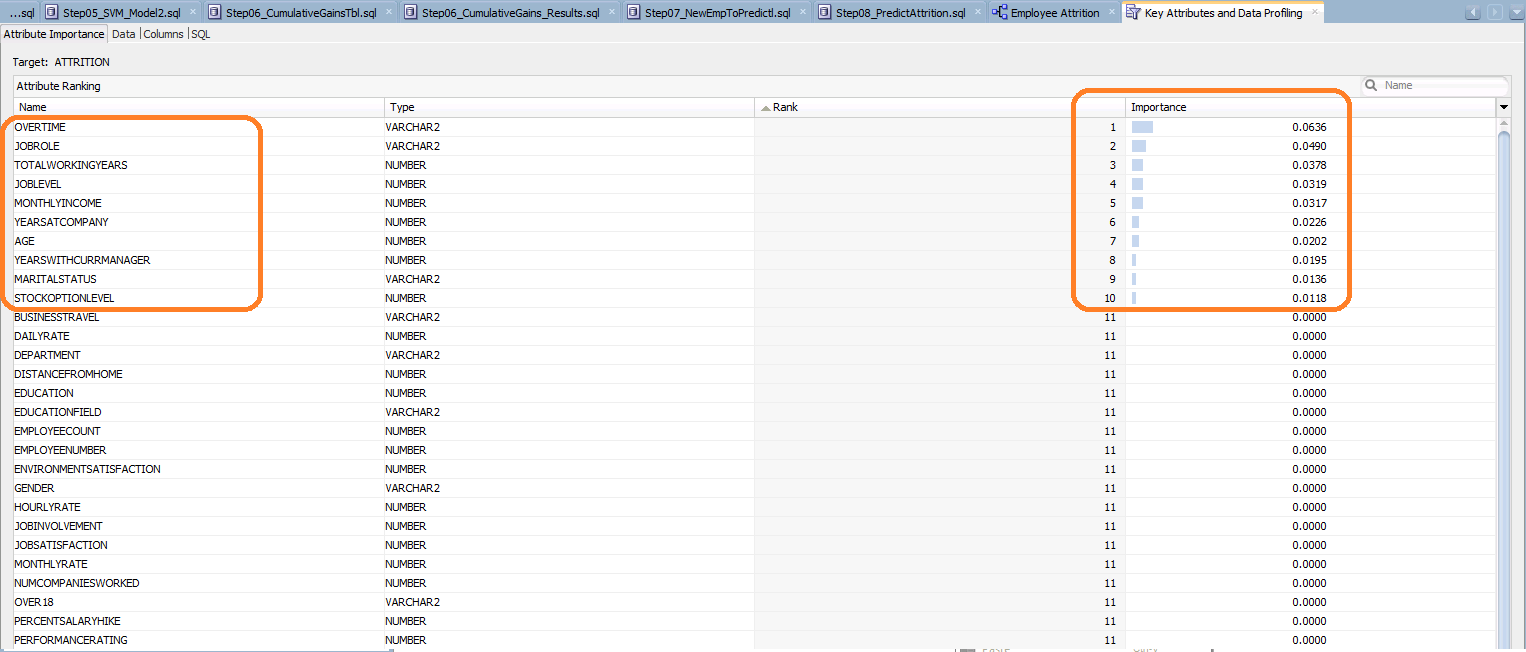 ...sql Step05_SVM_Model2.sql Step06_CumulativeGainsTbl.sql Step06_CumulativeGains_Results.sql Step07_NewEmpToPredictI.sql Step08_PredictAttrition.sql Employee Attrition Key Attributes and Data Profiling
Attribute Importance Data Columns SQL
Target: ATTRITION
Attribute Ranking Name
Name Type Rank Importance
OVERTIME VARCHAR2 1 0.0636
JOBROLE VARCHAR2 2 0.0490
TOTALWORKINGYEARS NUMBER 3 0.0378
JOBLEVEL NUMBER 4 0.0319
MONTHLYINCOME NUMBER 5 0.0317
YEARSATCOMPANY NUMBER 6 0.0226
AGE NUMBER 7 0.0202
YEARSWITHCURRMANAGER NUMBER 8 0.0195
MARITALSTATUS VARCHAR2 9 0.0136
STOCKOPTIONLEVEL NUMBER 10 0.0118
BUSINESSTRAVEL VARCHAR2 11 0.0000
DAILYRATE NUMBER 11 0.0000
DEPARTMENT VARCHAR2 11 0.0000
DISTANCEFROMHOME NUMBER 11 0.0000
EDUCATION NUMBER 11 0.0000
EDUCATIONFIELD VARCHAR2 11 0.0000
EMPLOYEECOUNT NUMBER 11 0.0000
EMPLOYEENUMBER NUMBER 11 0.0000
ENVIRONMENTSATISFACTION NUMBER 11 0.0000
GENDER VARCHAR2 11 0.0000
HOURLYRATE NUMBER 11 0.0000
JOBINVOLVEMENT NUMBER 11 0.0000
JOBSATISFACTION NUMBER 11 0.0000
MONTHLYRATE NUMBER 11 0.0000
NUMCOMPANIESWORKED NUMBER 11 0.0000
OVER18 VARCHAR2 11 0.0000
PERCENTSALARYHIKE NUMBER 11 0.0000
PERFORMANCERATING NUMBER 11 0.0000